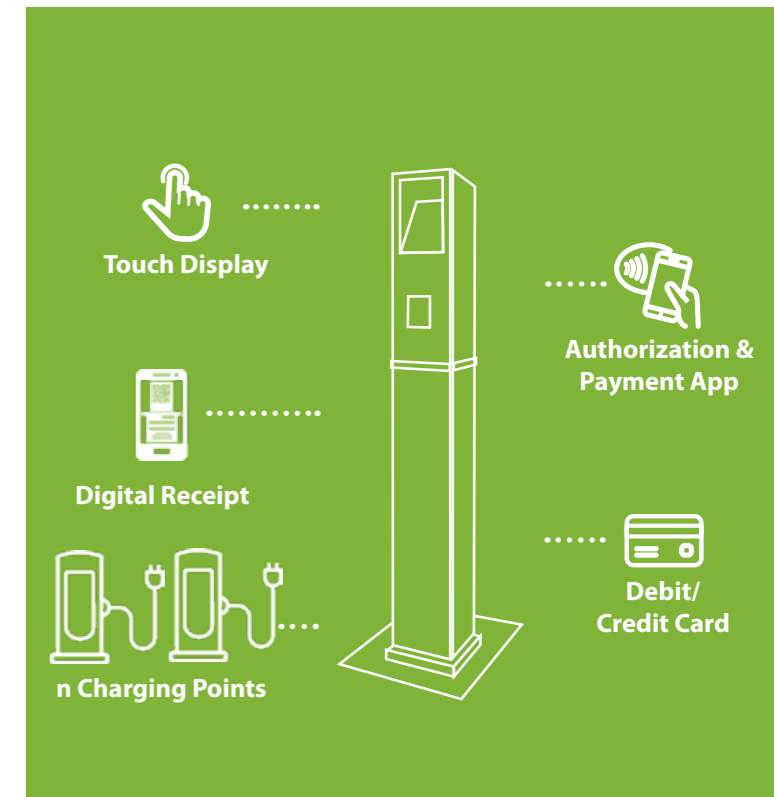 Touch Display
Authorization &
Payment App
Digital Receipt
Debit/
Credit Card
n Charging Points